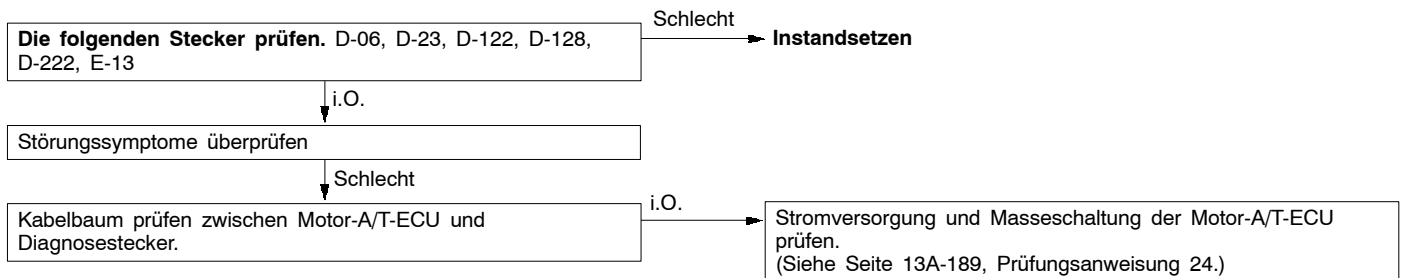 Die folgenden Stecker prüfen. D-06, D-23, D-122, D-128,
D-222, E-13
Schlecht
Instandsetzen
i.O.
Störungssymptome überprüfen
Schlecht
Kabelbaum prüfen zwischen Motor-A/T-ECU und
Diagnosestecker.
i.O.
Stromversorgung und Masseschaltung der Motor-A/T-ECU
prüfen.
(Siehe Seite 13A-189, Prüfungsanweisung 24.)